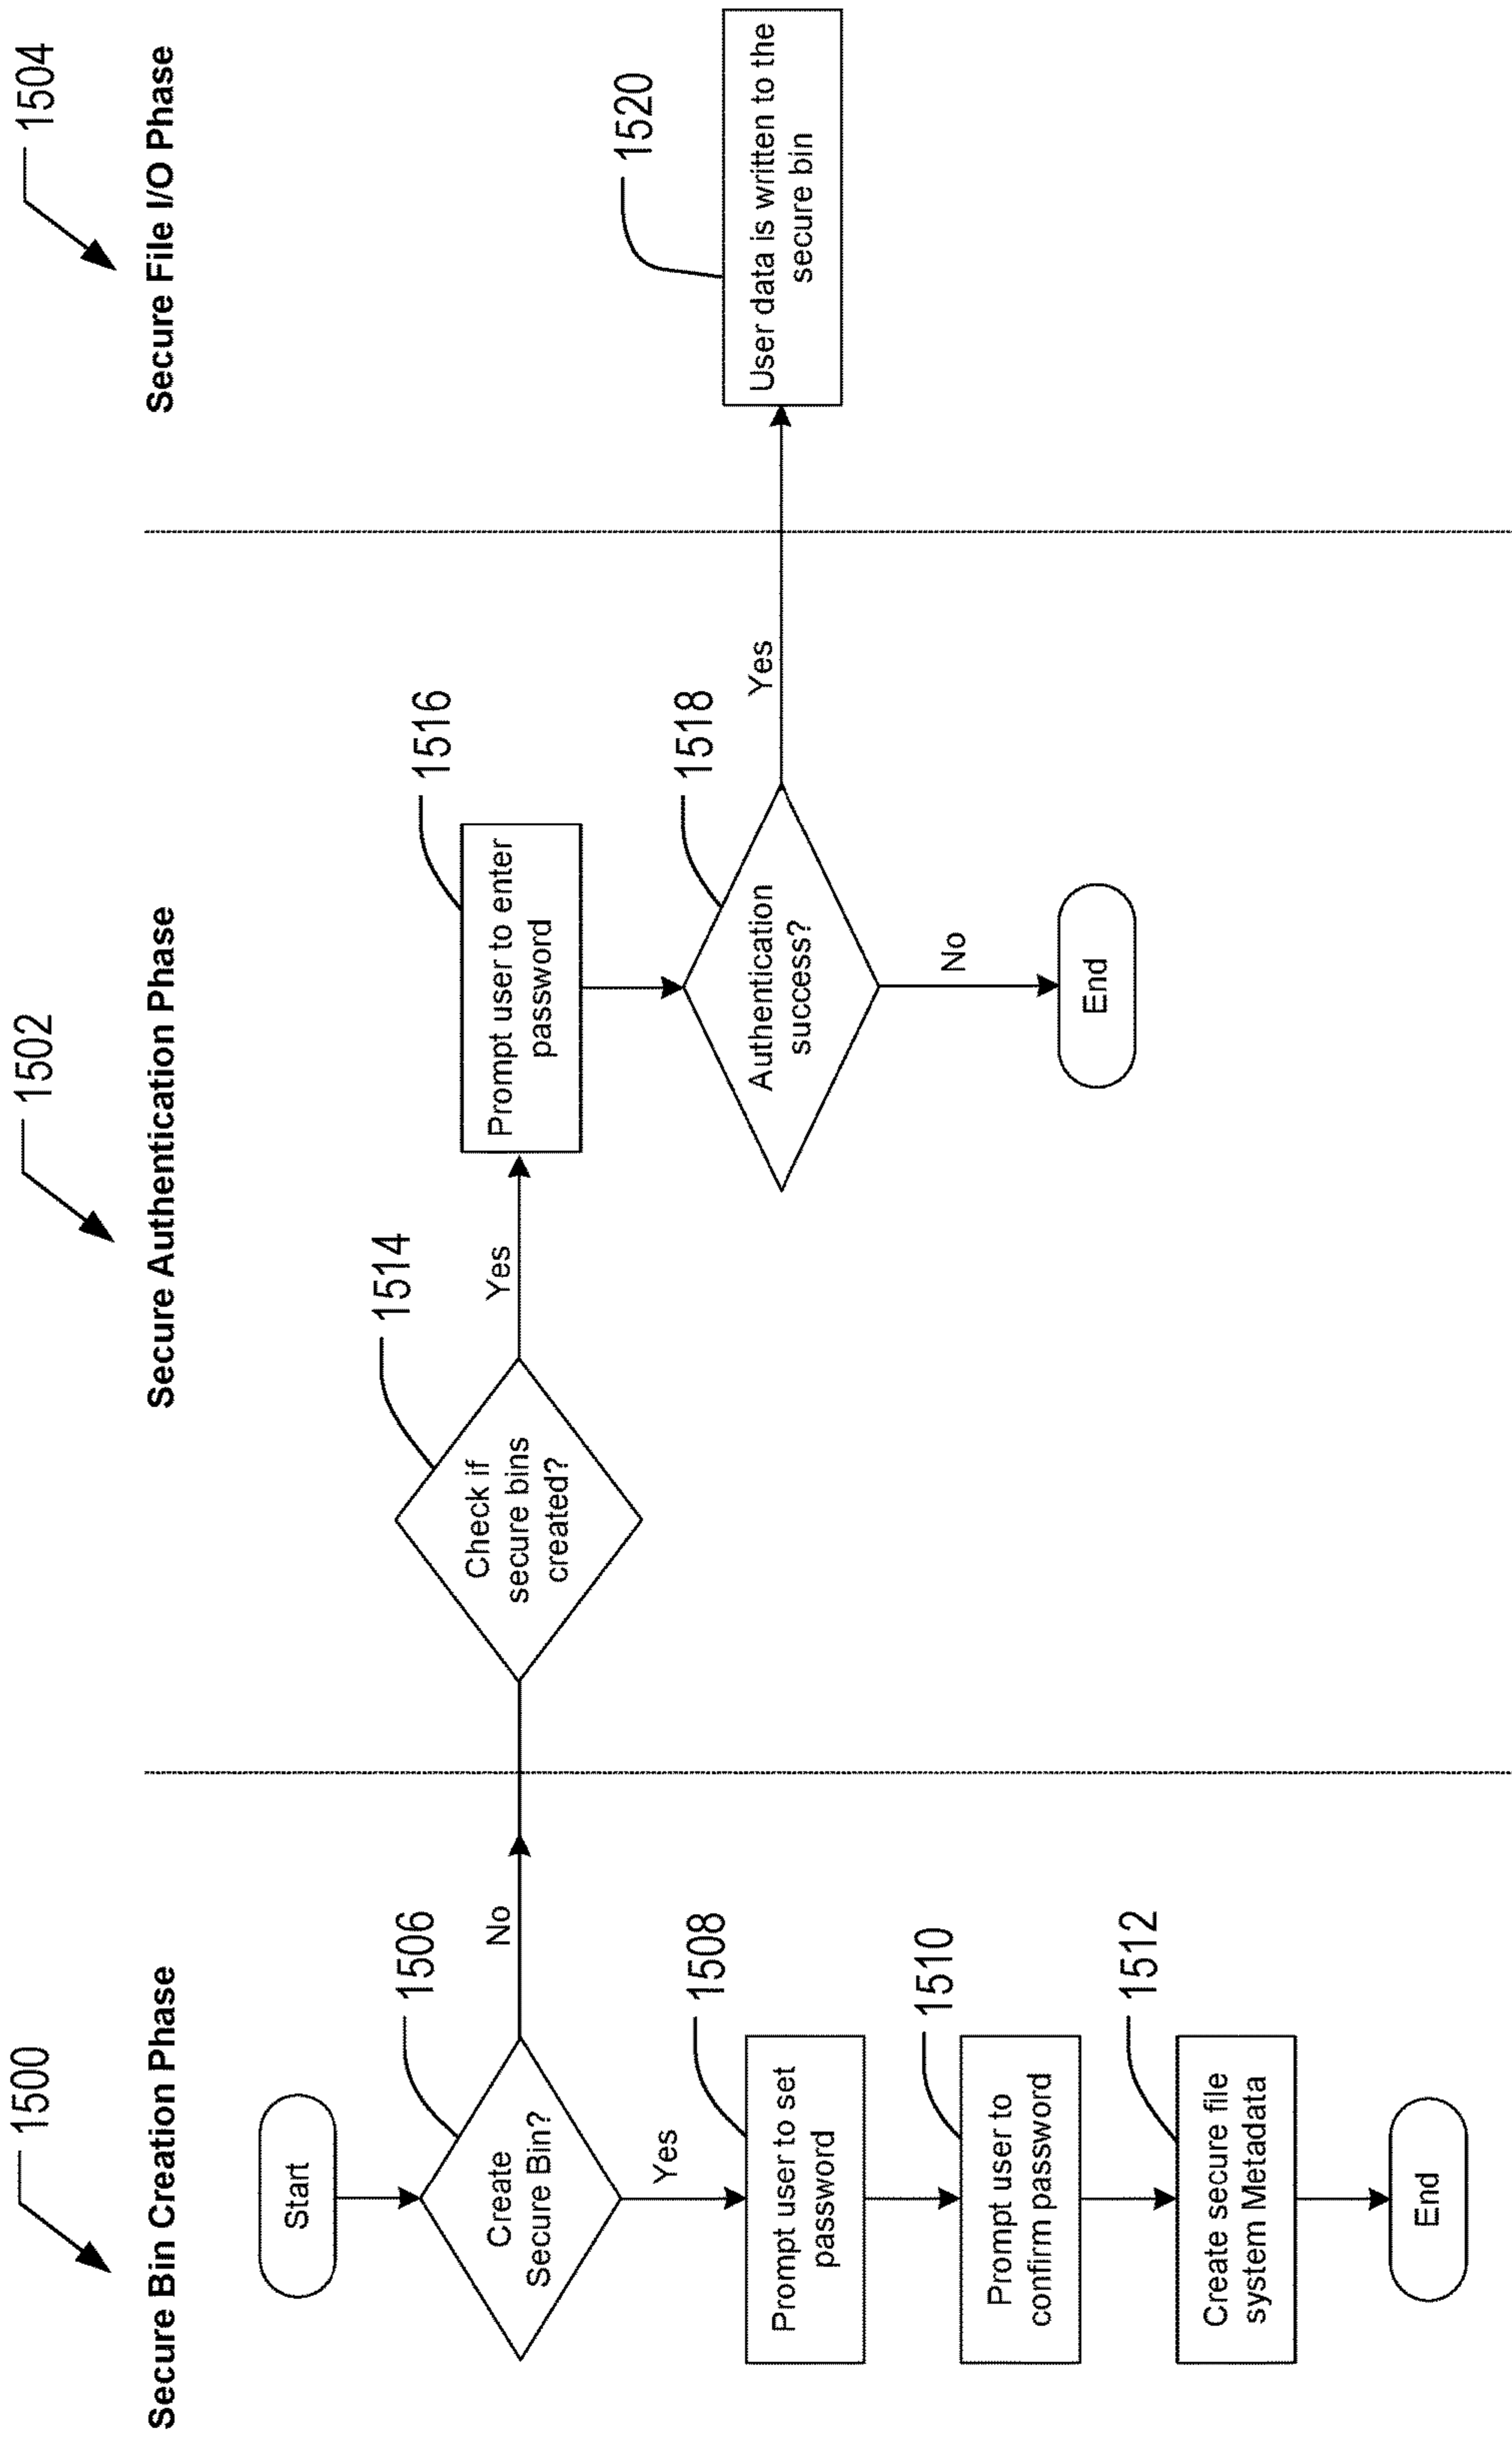 1500
Secure Bin Creation Phase
Start
1506
Create
Secure Bin?
No
Yes
1508
Prompt user to set
password
1510
Prompt user to
confirm password
1512
Create secure file
system Metadata
End
1502
Secure Authentication Phase
1514
Check if
secure bins
created?
Yes
1516
Prompt user to enter
password
1518
Authentication
success?
Yes
No
End
1504
Secure File I/O Phase
1520
User data is written to the
secure bin